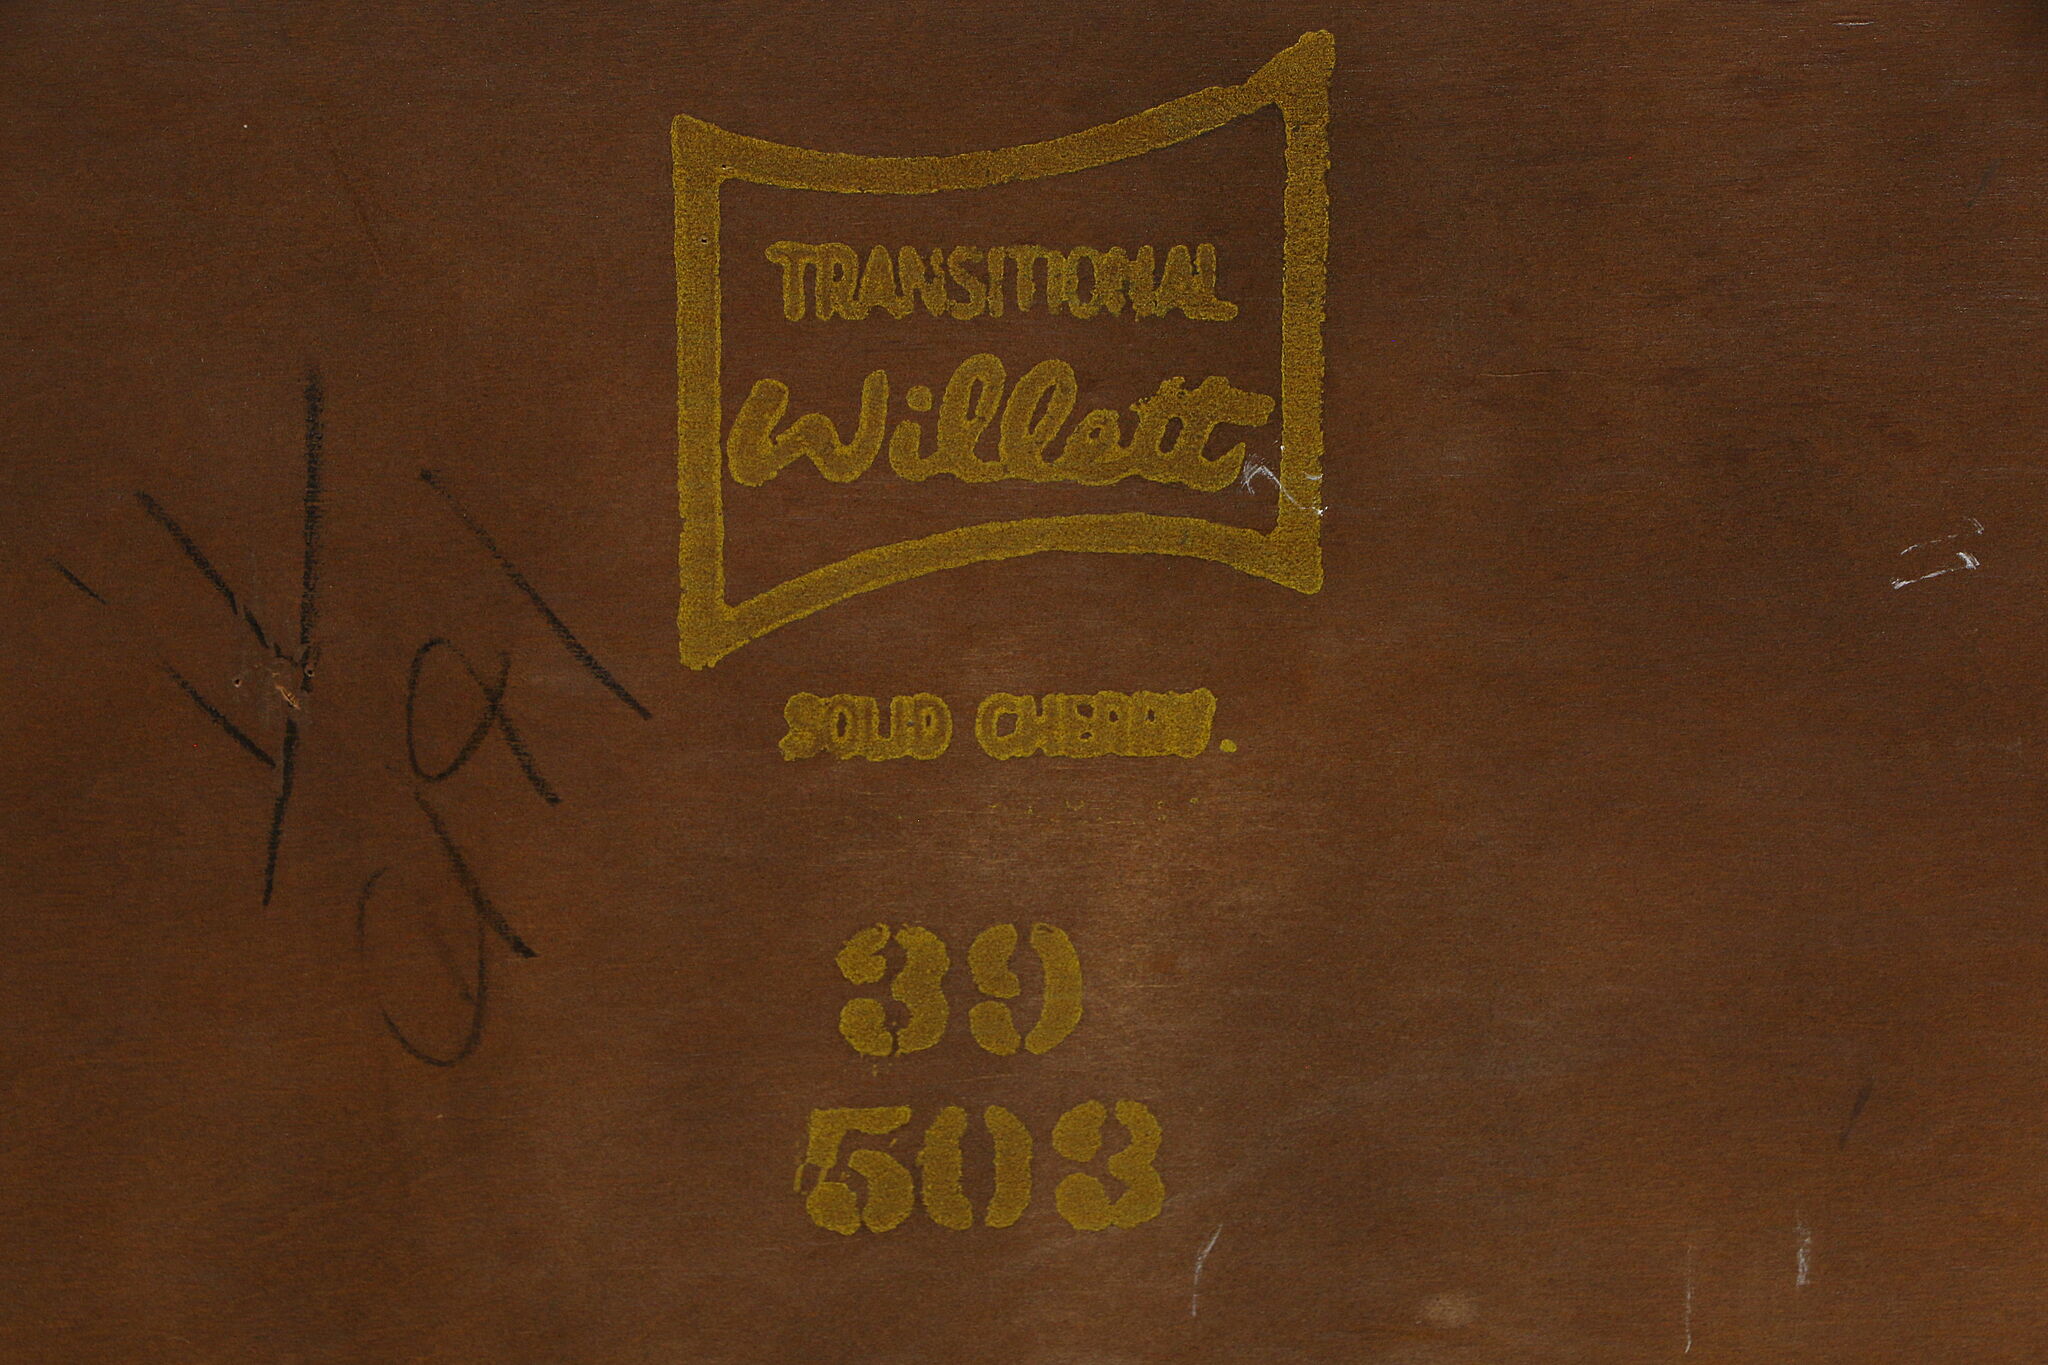 TRANSITIONAL
Willett
SOLID CHERRY.
39
503